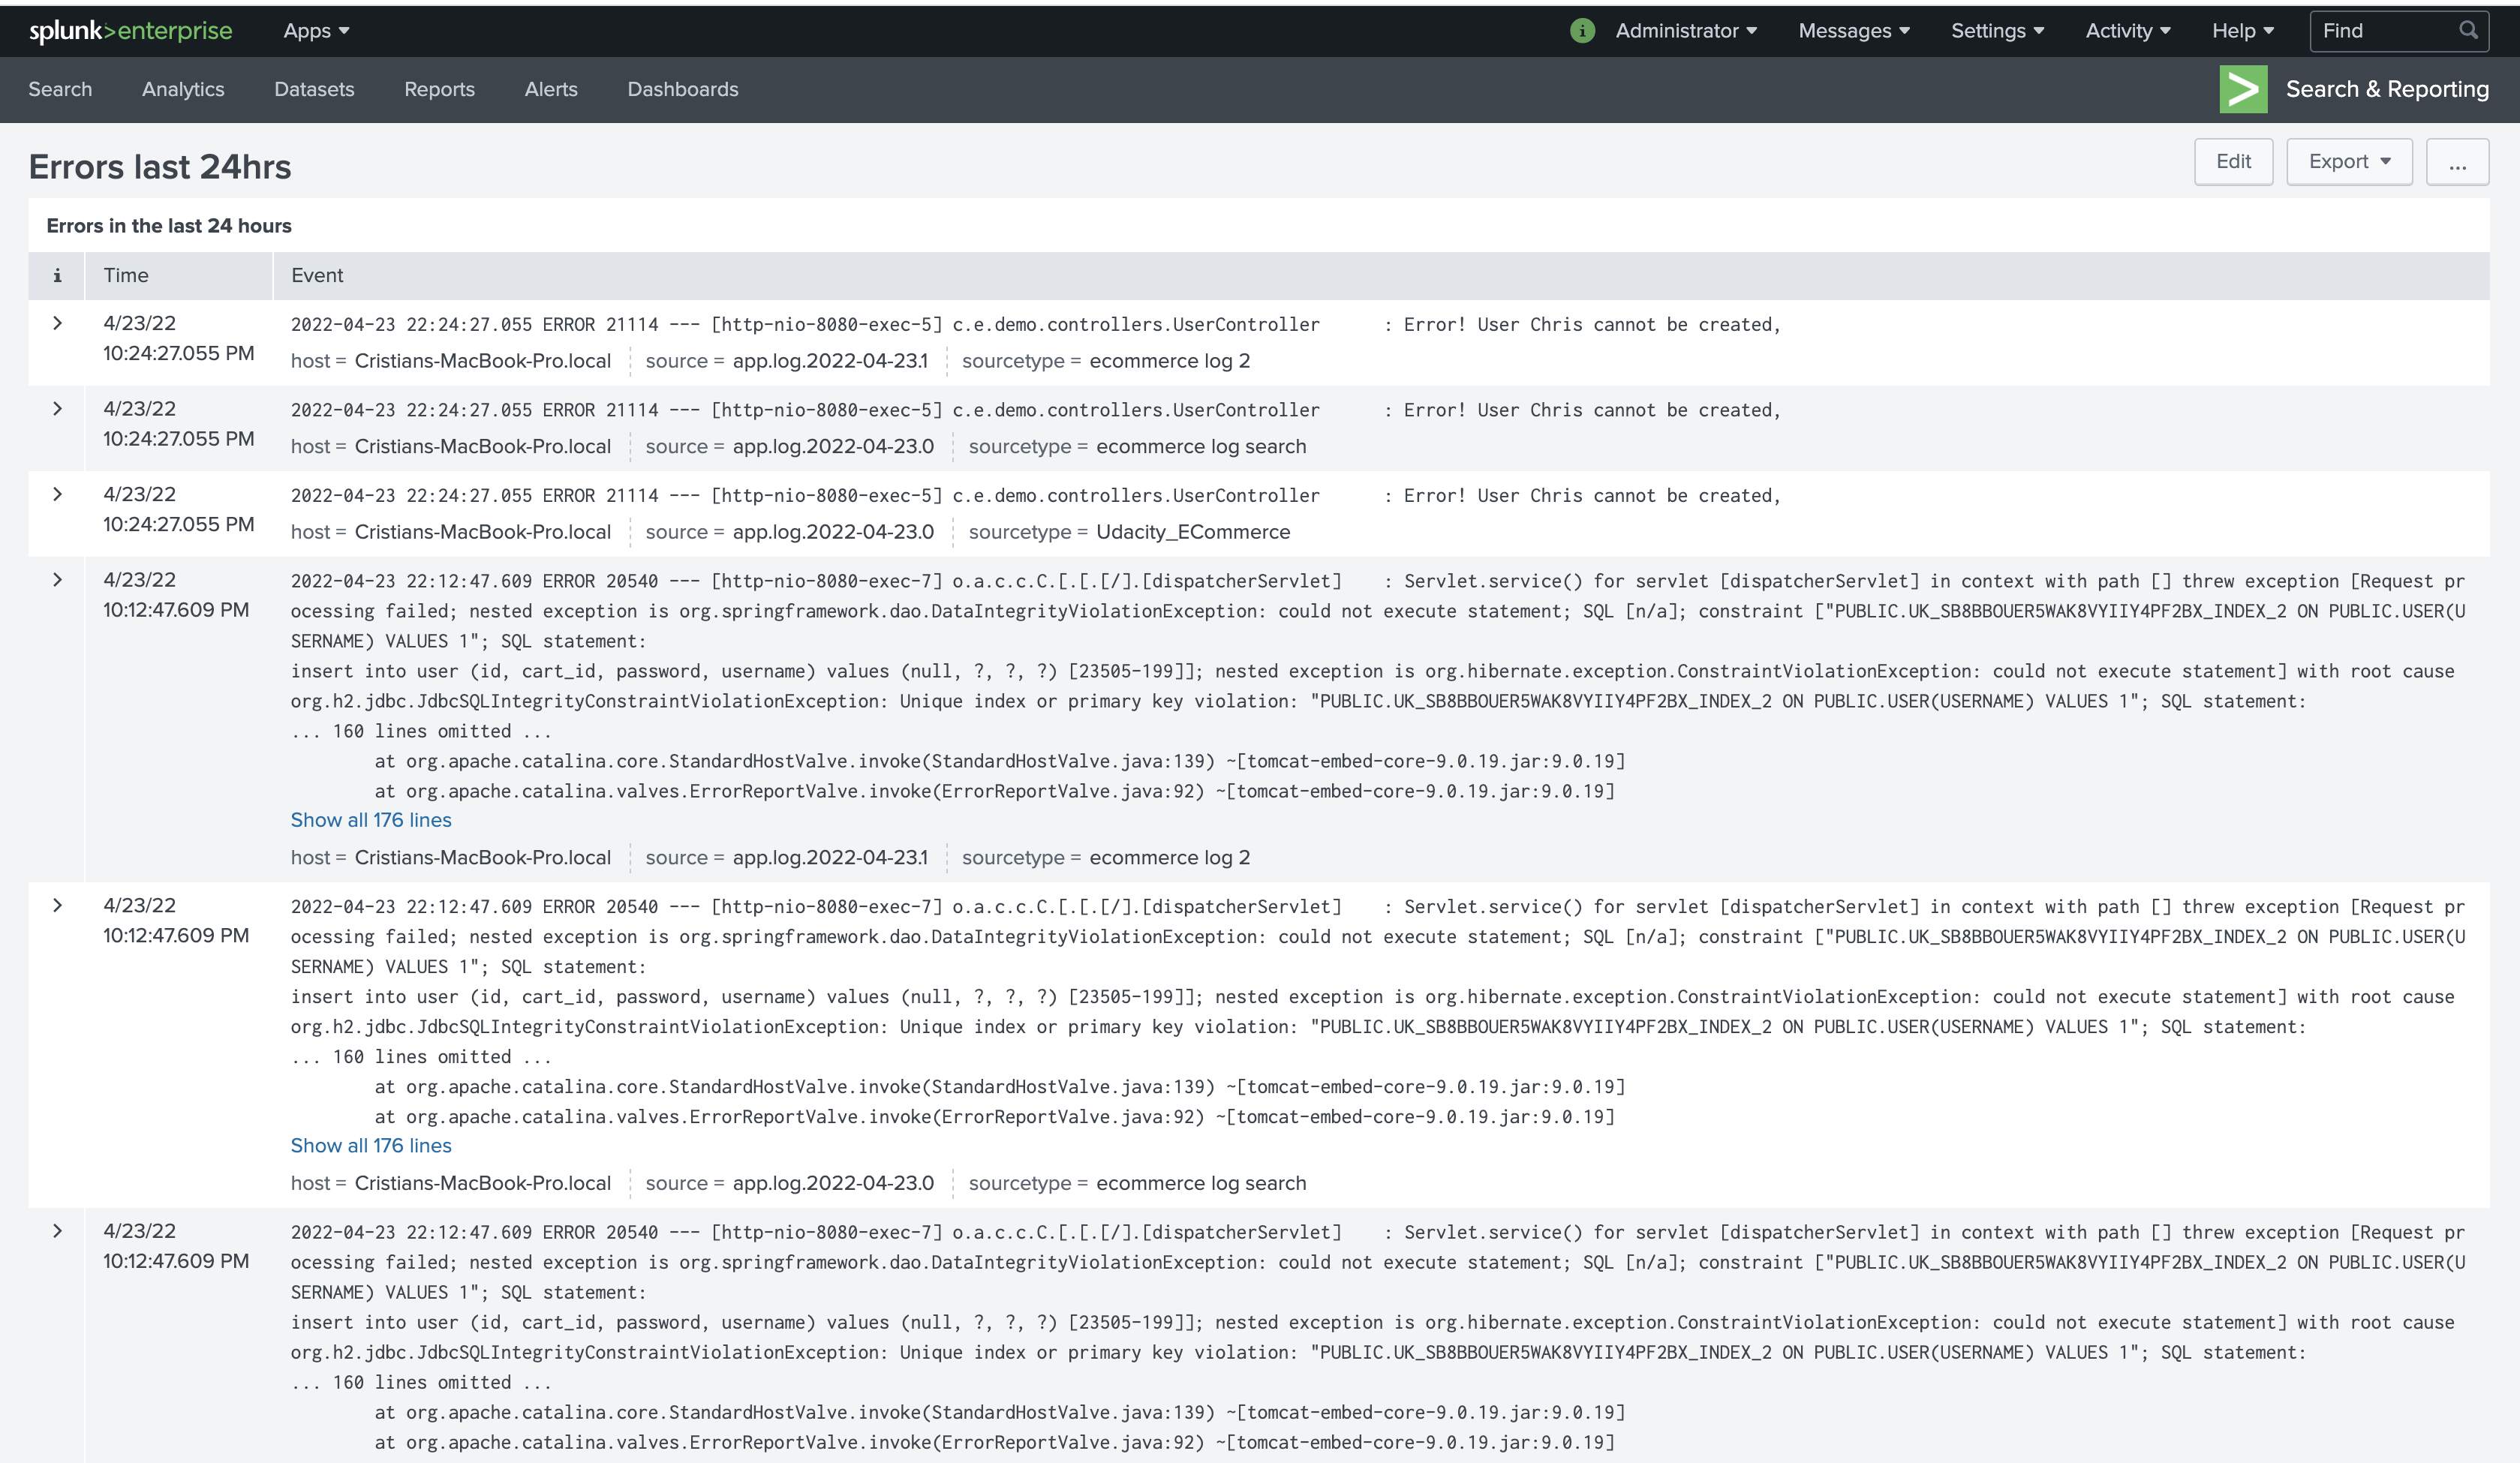 splunk>enterprise Apps i Administrator Messages Settings Activity Help Find
Search Analytics Datasets Reports Alerts Dashboards > Search & Reporting
Errors last 24hrs Edit Export ...
Errors in the last 24 hours
i Time Event
4/23/22 2022-04-23 22:24:27.055 ERROR 21114 --- [http-nio-8080-exec-5] c.e.demo.controllers.UserController : Error! User Chris cannot be created,
10:24:27.055 PM host = Cristians-MacBook-Pro.local source = app.log.2022-04-23.1 sourcetype = ecommerce log 2
4/23/22 2022-04-23 22:24:27.055 ERROR 21114 --- [http-nio-8080-exec-5] c.e.demo.controllers.UserController : Error! User Chris cannot be created,
10:24:27.055 PM host = Cristians-MacBook-Pro.local source = app.log.2022-04-23.0 sourcetype = ecommerce log search
4/23/22 2022-04-23 22:24:27.055 ERROR 21114 --- [http-nio-8080-exec-5] c.e.demo.controllers.UserController : Error! User Chris cannot be created,
10:24:27.055 PM host = Cristians-MacBook-Pro.local source = app.log.2022-04-23.0 sourcetype = Udacity_ECommerce
4/23/22 2022-04-23 22:12:47.609 ERROR 20540 --- [http-nio-8080-exec-7] o.a.c.c.C.[.[.[/].[dispatcherServlet] : Servlet.service() for servlet [dispatcherServlet] in context with path [] threw exception [Request pr
10:12:47.609 PM ocessing failed; nested exception is org.springframework.dao.DataIntegrityViolationException: could not execute statement; SQL [n/a]; constraint ["PUBLIC.UK_SB8BBOUER5WAK8VYIIY4PF2BX_INDEX_2 ON PUBLIC.USER(U
SERNAME) VALUES 1"; SQL statement:
insert into user (id, cart_id, password, username) values (null, ?, ?, ?) [23505-199]]; nested exception is org.hibernate.exception.ConstraintViolationException: could not execute statement] with root cause
org.h2.jdbc.JdbcSQLIntegrityConstraintViolationException: Unique index or primary key violation: "PUBLIC.UK_SB8BBOUER5WAK8VYIIY4PF2BX_INDEX_2 ON PUBLIC.USER(USERNAME) VALUES 1"; SQL statement:
... 160 lines omitted ...
at org.apache.catalina.core.StandardHostValve.invoke(StandardHostValve.java:139) ~[tomcat-embed-core-9.0.19.jar:9.0.19]
at org.apache.catalina.valves.ErrorReportValve.invoke(ErrorReportValve.java:92) ~[tomcat-embed-core-9.0.19.jar:9.0.19]
Show all 176 lines
host = Cristians-MacBook-Pro.local source = app.log.2022-04-23.1 sourcetype = ecommerce log 2
4/23/22 2022-04-23 22:12:47.609 ERROR 20540 --- [http-nio-8080-exec-7] o.a.c.c.C.[.[.[/].[dispatcherServlet] : Servlet.service() for servlet [dispatcherServlet] in context with path [] threw exception [Request pr
10:12:47.609 PM ocessing failed; nested exception is org.springframework.dao.DataIntegrityViolationException: could not execute statement; SQL [n/a]; constraint ["PUBLIC.UK_SB8BBOUER5WAK8VYIIY4PF2BX_INDEX_2 ON PUBLIC.USER(U
SERNAME) VALUES 1"; SQL statement:
insert into user (id, cart_id, password, username) values (null, ?, ?, ?) [23505-199]]; nested exception is org.hibernate.exception.ConstraintViolationException: could not execute statement] with root cause
org.h2.jdbc.JdbcSQLIntegrityConstraintViolationException: Unique index or primary key violation: "PUBLIC.UK_SB8BBOUER5WAK8VYIIY4PF2BX_INDEX_2 ON PUBLIC.USER(USERNAME) VALUES 1"; SQL statement:
... 160 lines omitted ...
at org.apache.catalina.core.StandardHostValve.invoke(StandardHostValve.java:139) ~[tomcat-embed-core-9.0.19.jar:9.0.19]
at org.apache.catalina.valves.ErrorReportValve.invoke(ErrorReportValve.java:92) ~[tomcat-embed-core-9.0.19.jar:9.0.19]
Show all 176 lines
host = Cristians-MacBook-Pro.local source = app.log.2022-04-23.0 sourcetype = ecommerce log search
4/23/22 2022-04-23 22:12:47.609 ERROR 20540 --- [http-nio-8080-exec-7] o.a.c.c.C.[.[.[/].[dispatcherServlet] : Servlet.service() for servlet [dispatcherServlet] in context with path [] threw exception [Request pr
10:12:47.609 PM ocessing failed; nested exception is org.springframework.dao.DataIntegrityViolationException: could not execute statement; SQL [n/a]; constraint ["PUBLIC.UK_SB8BBOUER5WAK8VYIIY4PF2BX_INDEX_2 ON PUBLIC.USER(U
SERNAME) VALUES 1"; SQL statement:
insert into user (id, cart_id, password, username) values (null, ?, ?, ?) [23505-199]]; nested exception is org.hibernate.exception.ConstraintViolationException: could not execute statement] with root cause
org.h2.jdbc.JdbcSQLIntegrityConstraintViolationException: Unique index or primary key violation: "PUBLIC.UK_SB8BBOUER5WAK8VYIIY4PF2BX_INDEX_2 ON PUBLIC.USER(USERNAME) VALUES 1"; SQL statement:
... 160 lines omitted ...
at org.apache.catalina.core.StandardHostValve.invoke(StandardHostValve.java:139) ~[tomcat-embed-core-9.0.19.jar:9.0.19]
at org.apache.catalina.valves.ErrorReportValve.invoke(ErrorReportValve.java:92) ~[tomcat-embed-core-9.0.19.jar:9.0.19]